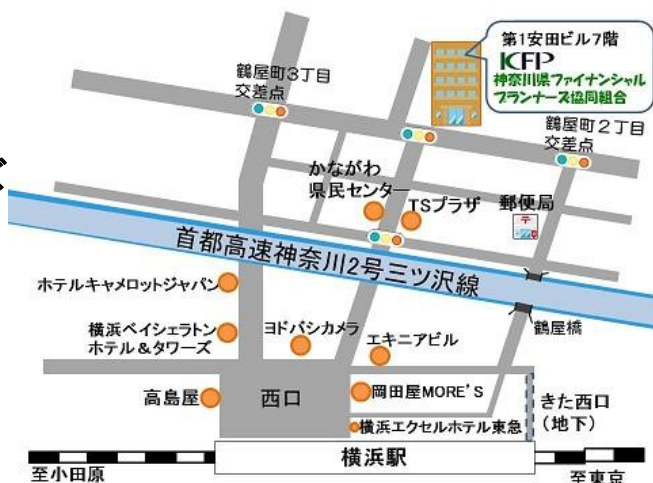 第1安田ビル7階
KFP
神奈川県ファイナンシャル
プランナーズ協同組合
鶴屋町3丁目
交差点
鶴屋町2丁目
交差点
かながわ
県民センター
TSプラザ
郵便局
〒
首都高速神奈川2号三ツ沢線
ホテルキャメロットジャパン
鶴屋橋
横浜ベイシェラトン
ホテル&タワーズ
ヨドバシカメラ
エキニアビル
高島屋
西口
岡田屋MORE'S
きた西口
(地下)
横浜エクセルホテル東急
横浜駅
至小田原
至東京